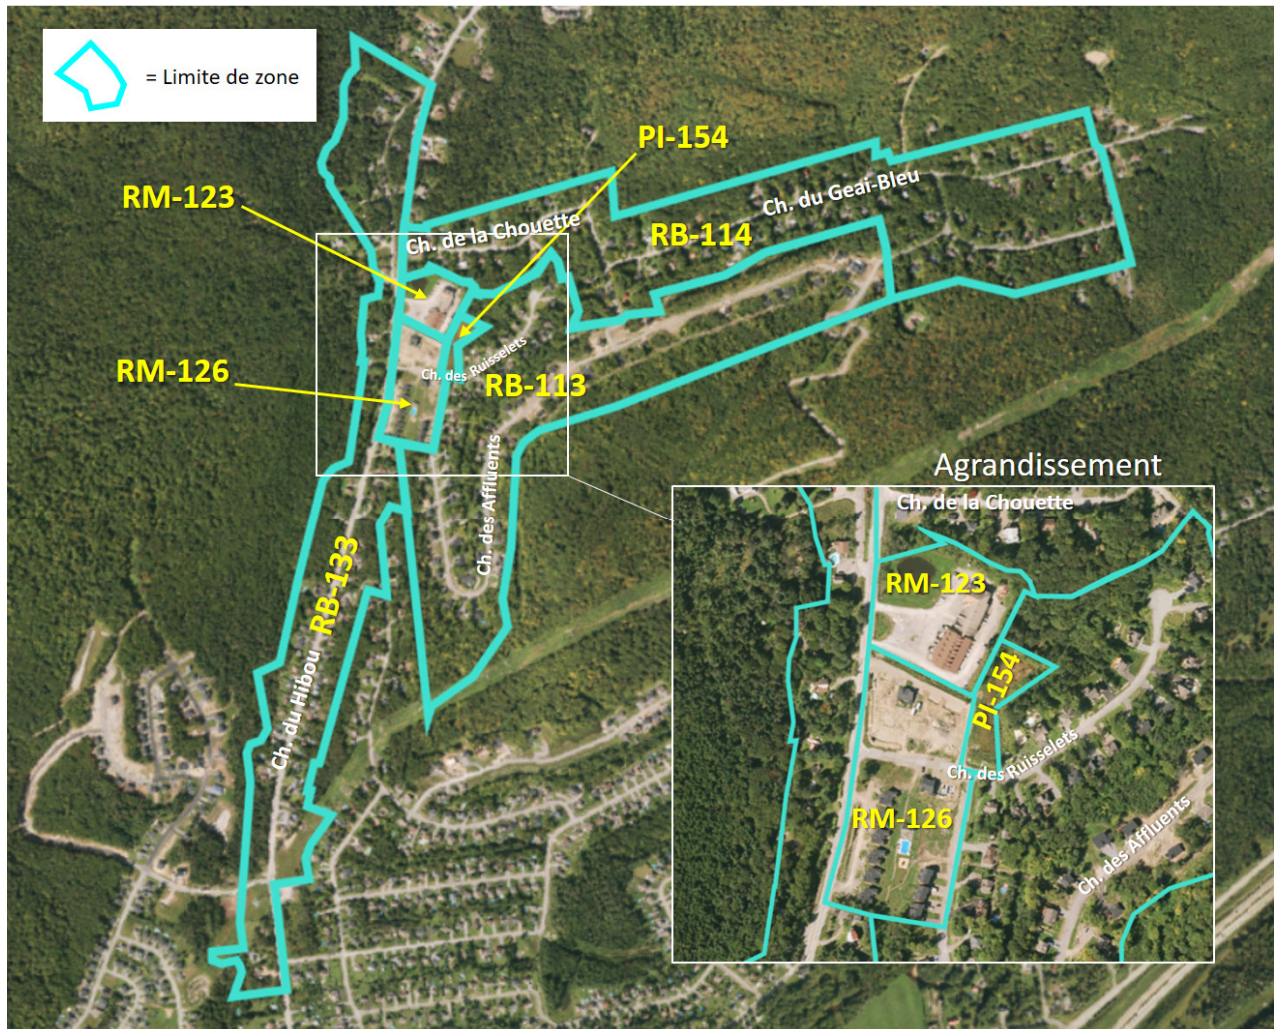 = Limite de zone
PI-154
RM-123
Ch. du Geai-Bleu
Ch. de la Chouette
RB-114
RM-126
Ch. des Ruisselets
RB-113
Ch. des Affluents
RB-133
Ch. du Hibou
Agrandissement
Ch. de la Chouette
RM-123
PI-154
Ch. des Ruisselets
RM-126
Ch. des Affluents